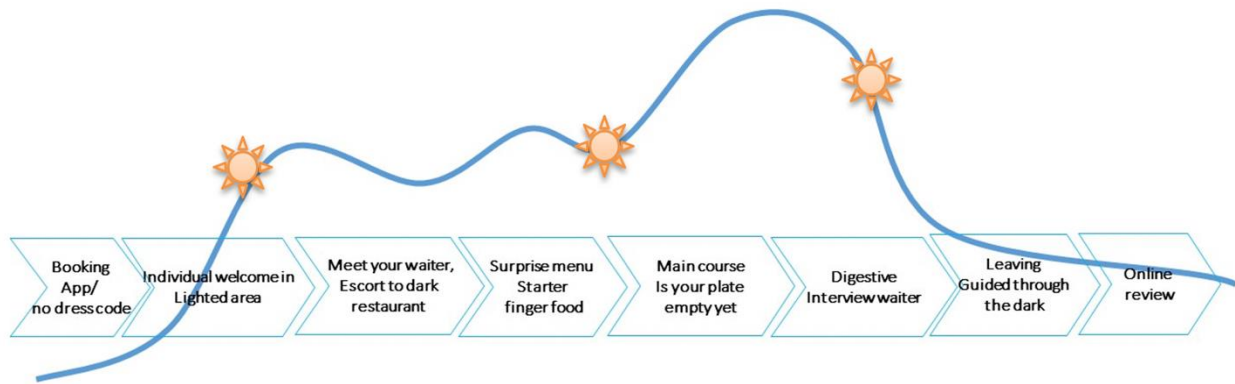 Booking
App/
no dresscode
Individual welcome in
Lighted area
Meet your waiter,
Escort to dark
restaurant
Surprise menu
Starter
finger food
Main course
Is your plate
empty yet
Digestive
Interview waiter
Leaving
Guided through
the dark
Online
review